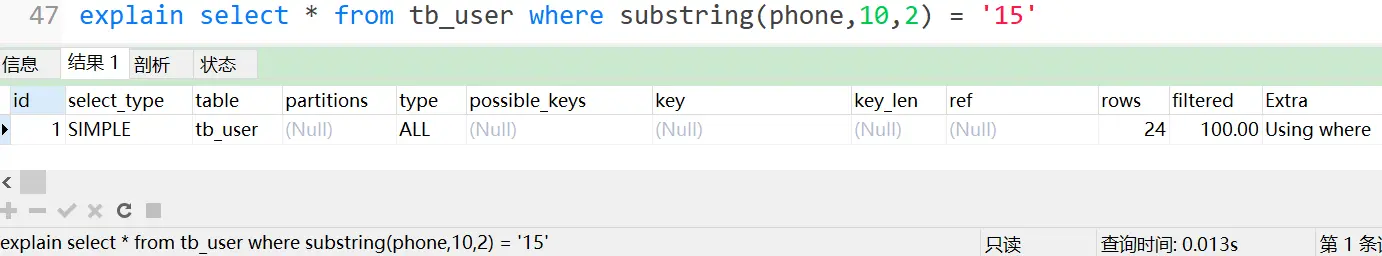 47 explain select * from tb_user where substring(phone,10,2) = '15'
信息 结果 1 剖析 状态
id select_type table partitions type possible_keys key key_len ref rows filtered Extra
1 SIMPLE tb_user (Null) ALL (Null) (Null) (Null) (Null) 24 100.00 Using where
explain select * from tb_user where substring(phone,10,2) = '15' 只读 查询时间: 0.013s 第 1 条